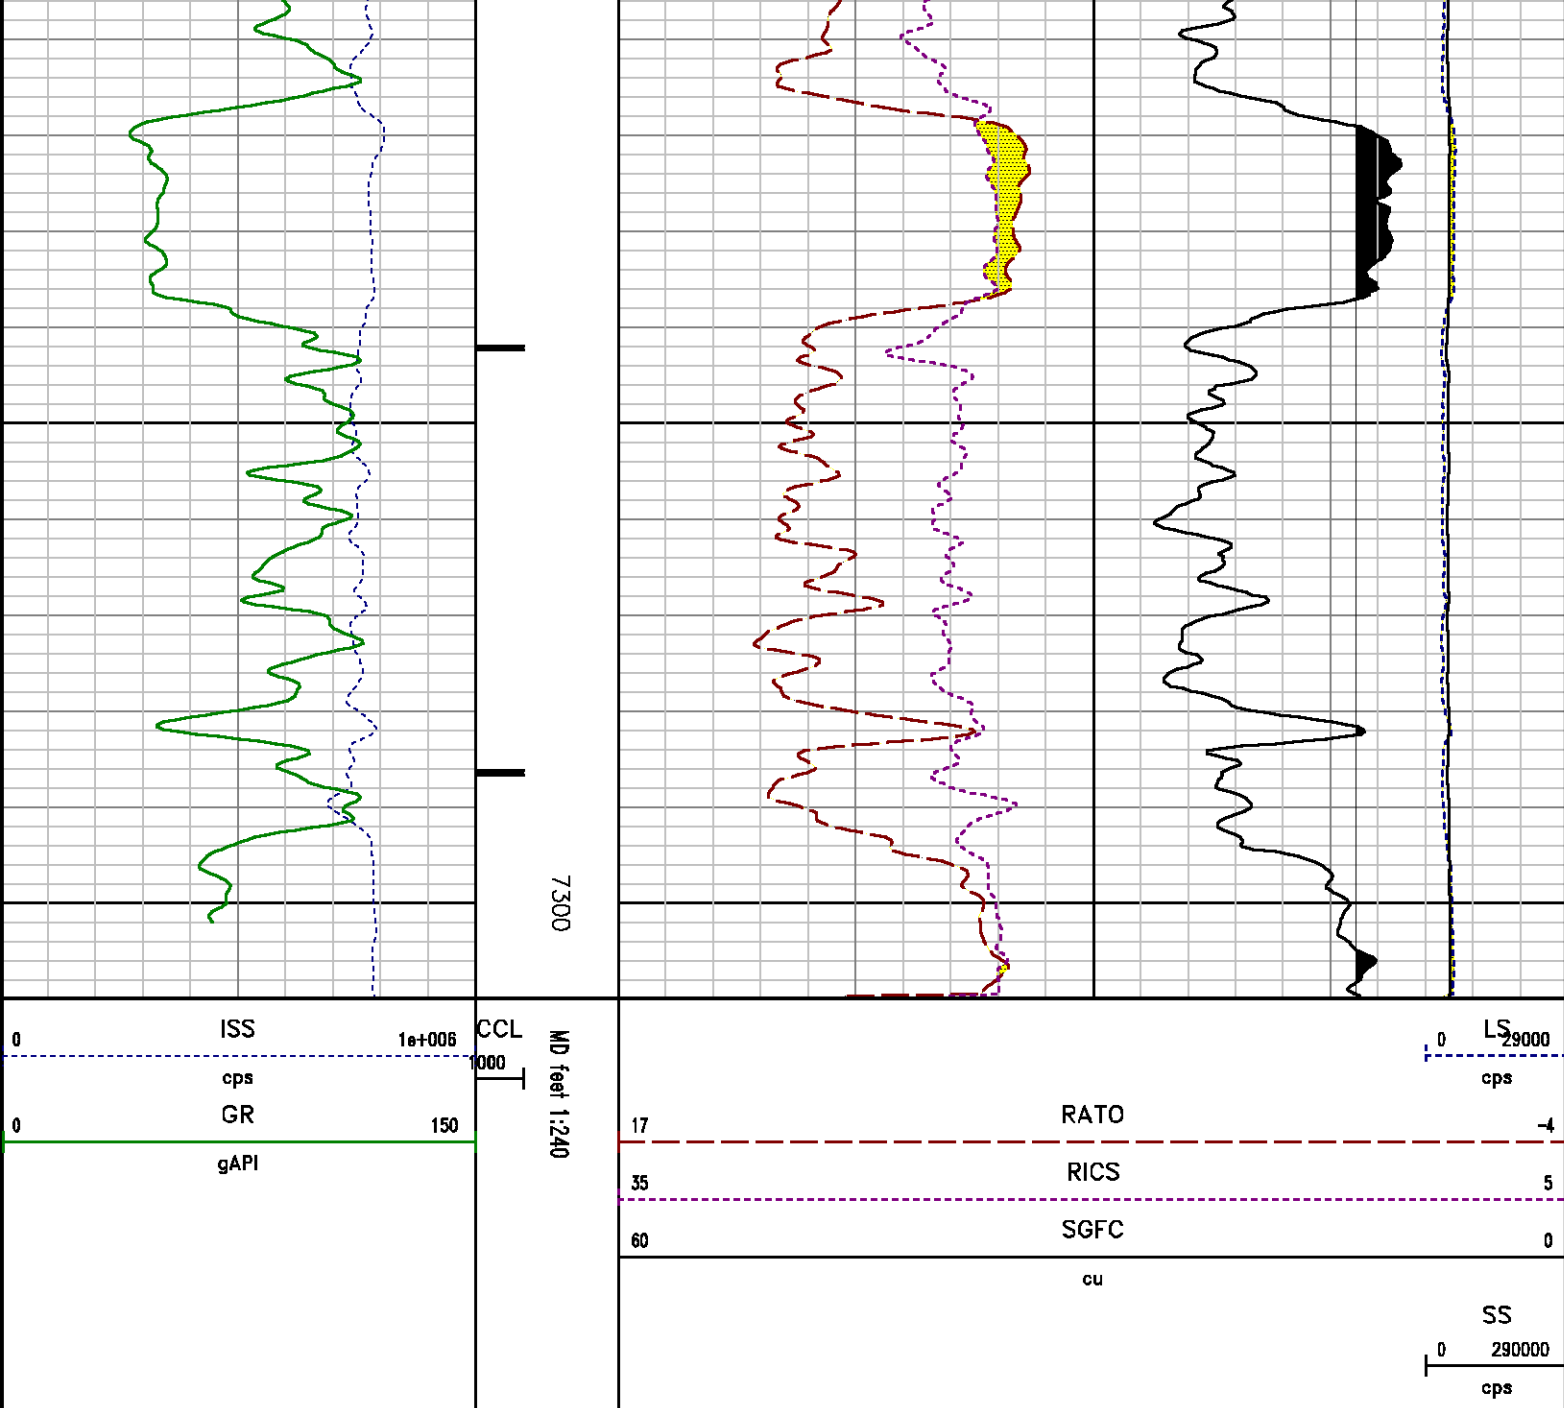 7300
ISS
0 1e+006
cps
GR
0 150
gAPI
CCL
1000
MD feet 1:240
LS
0 29000
cps
RATO
17 -4
RICS
35 5
SGFC
60 0
cu
SS
0 290000
cps